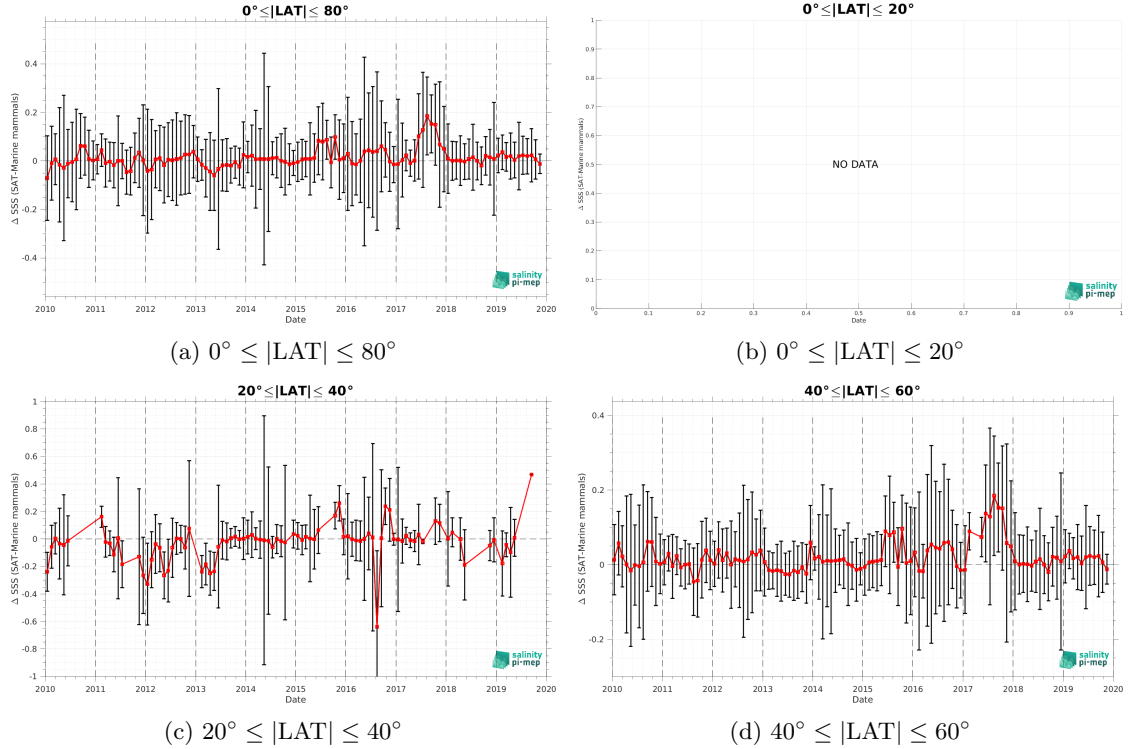 0°≤|LAT|≤ 80°
Δ SSS (SAT-Marine mammals)
0.4
0.2
0
-0.2
-0.4
2010 2011 2012 2013 2014 2015 2016 2017 2018 2019 2020
Date
salinity
pi-mep
(a) 0° ≤ |LAT| ≤ 80°
0°≤|LAT|≤ 20°
Δ SSS (SAT-Marine mammals)
1
0.9
0.8
0.7
0.6
0.5
0.4
0.3
0.2
0.1
0
NO DATA
0 0.1 0.2 0.3 0.4 0.5 0.6 0.7 0.8 0.9 1
Date
salinity
pi-mep
(b) 0° ≤ |LAT| ≤ 20°
20°≤|LAT|≤ 40°
Δ SSS (SAT-Marine mammals)
1
0.8
0.6
0.4
0.2
0
-0.2
-0.4
-0.6
-0.8
-1
2010 2011 2012 2013 2014 2015 2016 2017 2018 2019 2020
Date
salinity
pi-mep
(c) 20° ≤ |LAT| ≤ 40°
40°≤|LAT|≤ 60°
Δ SSS (SAT-Marine mammals)
0.4
0.2
0
-0.2
2010 2011 2012 2013 2014 2015 2016 2017 2018 2019 2020
Date
salinity
pi-mep
(d) 40° ≤ |LAT| ≤ 60°